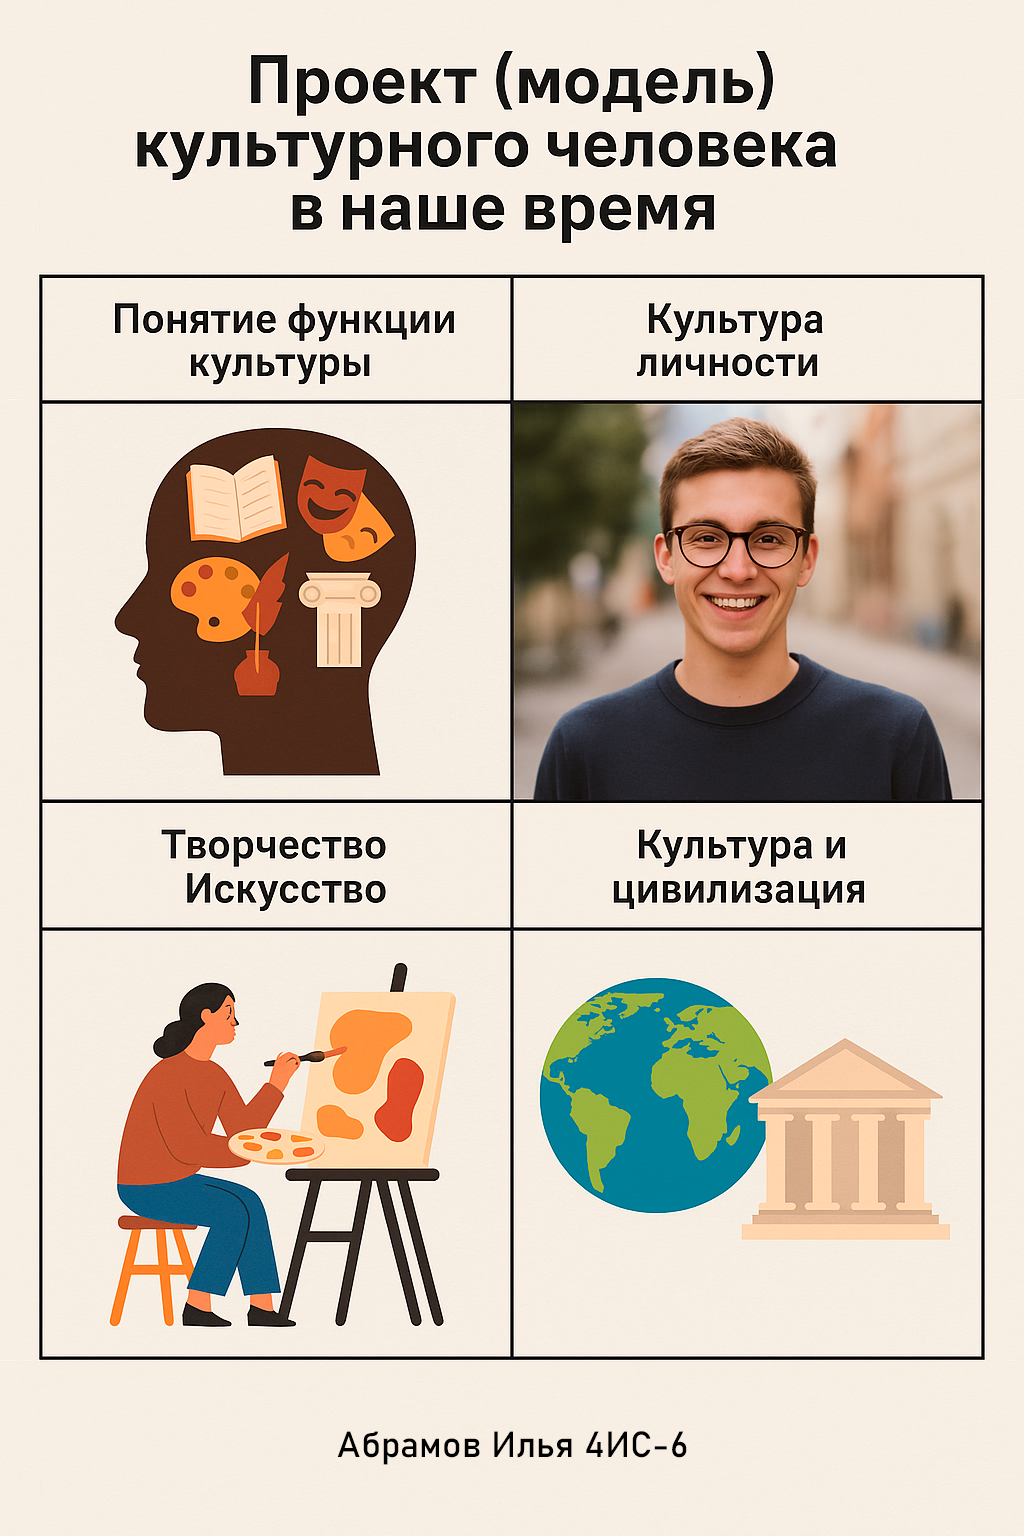 Проект (модель)
культурного человека
в наше время
Понятие функции
культуры
Культура
личности
Творчество
Искусство
Культура и
цивилизация
Абрамов Илья 4ИС-6